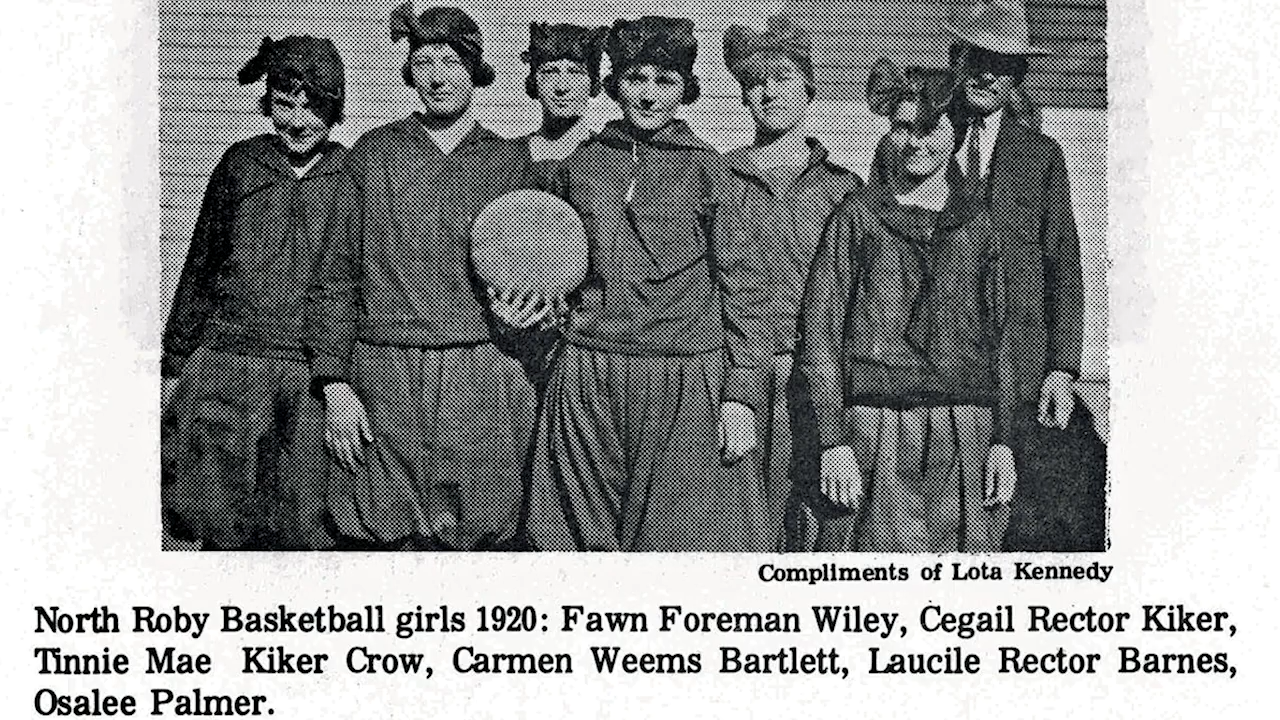 Compliments of Lota Kennedy
North Roby Basketball girls 1920: Fawn Foreman Wiley, Cegail Rector Kiker,
Tinnie Mae Kiker Crow, Carmen Weems Bartlett, Laucile Rector Barnes,
Osalee Palmer.